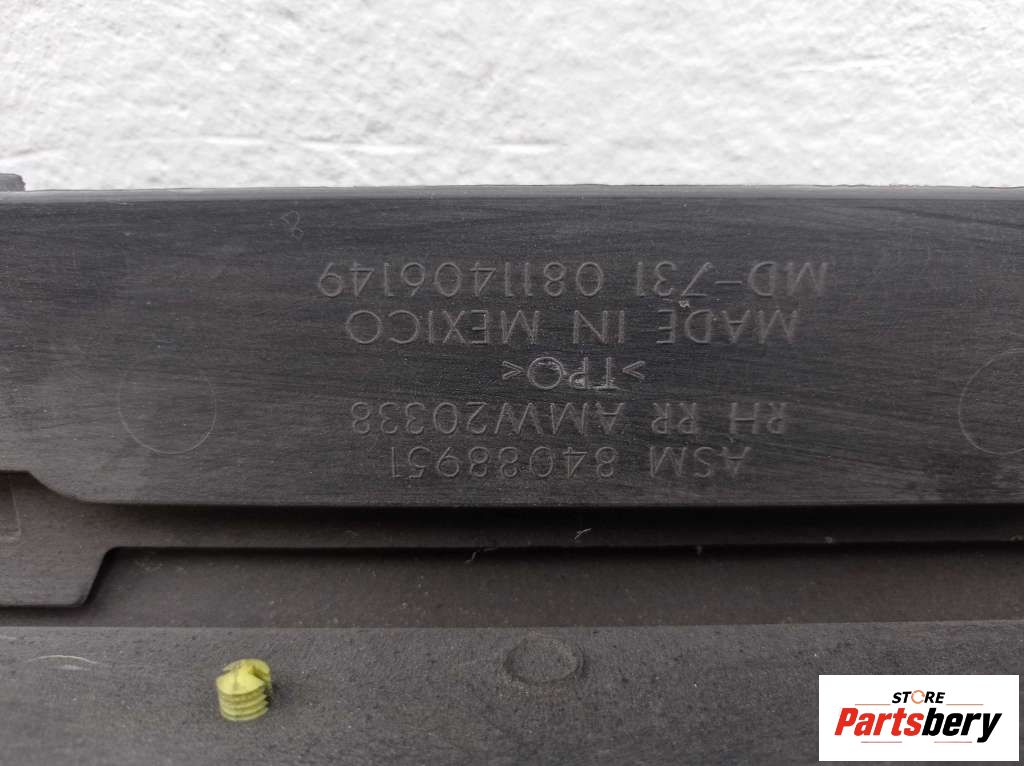 ASM 84088951
RH RR AMW20338
>TPO<
MADE IN MEXICO
MD-731 0811406149
STORE
Partsbery